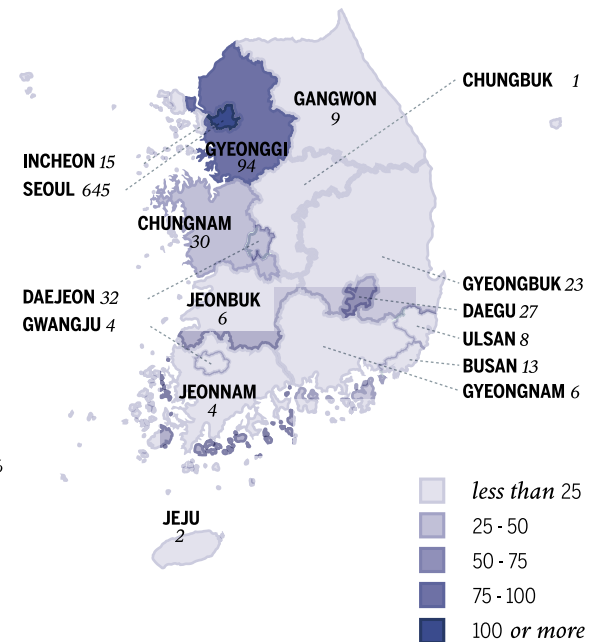 CHUNGBUK 1
GANGWON
9
INCHEON 15
GYEONGGI
94
SEOUL 645
CHUNGNAM
30
DAEJEON 32
JEONBUK
6
GYEONGBUK 23
DAEGU 27
GWANGJU 4
ULSAN 8
BUSAN 13
GYEONGNAM 6
JEONNAM
4
JEJU
2
less than 25
25 - 50
50 - 75
75 - 100
100 or more